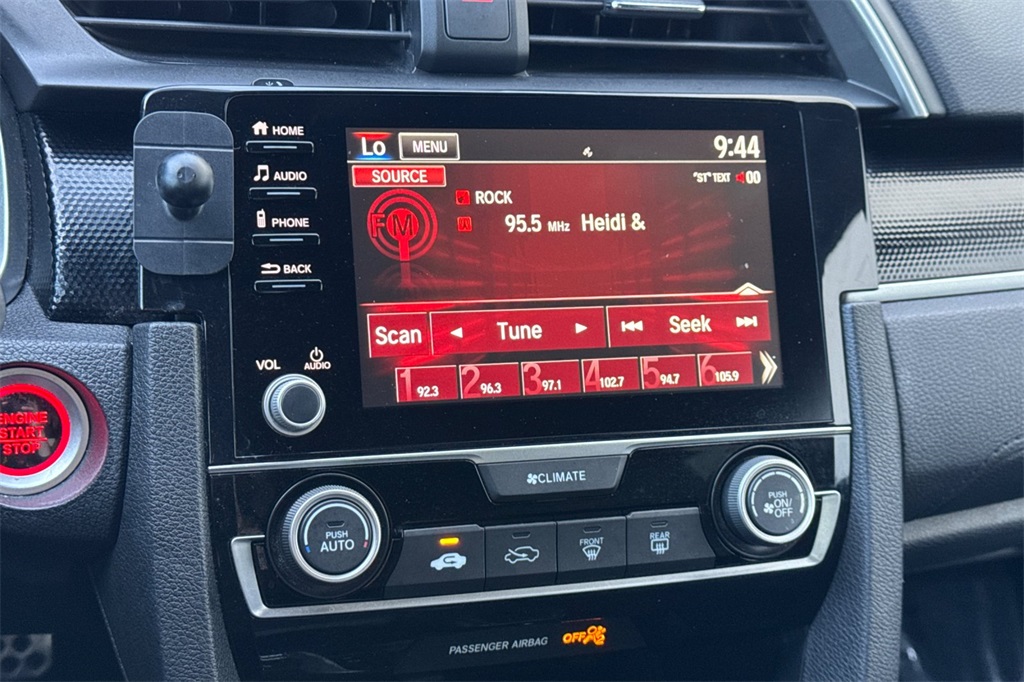 HOME
AUDIO
PHONE
BACK
VOL
AUDIO
Lo
MENU
9:44
SOURCE
"ST" TEXT
00
FM
ROCK
95.5 MHz Heidi &
Scan
Tune
Seek
1 92.3
2 96.3
3 97.1
4 102.7
5 94.7
6 105.9
ENGINE
START
STOP
CLIMATE
PUSH
AUTO
FRONT
REAR
PUSH
ON/
OFF
PASSENGER AIRBAG
OFF